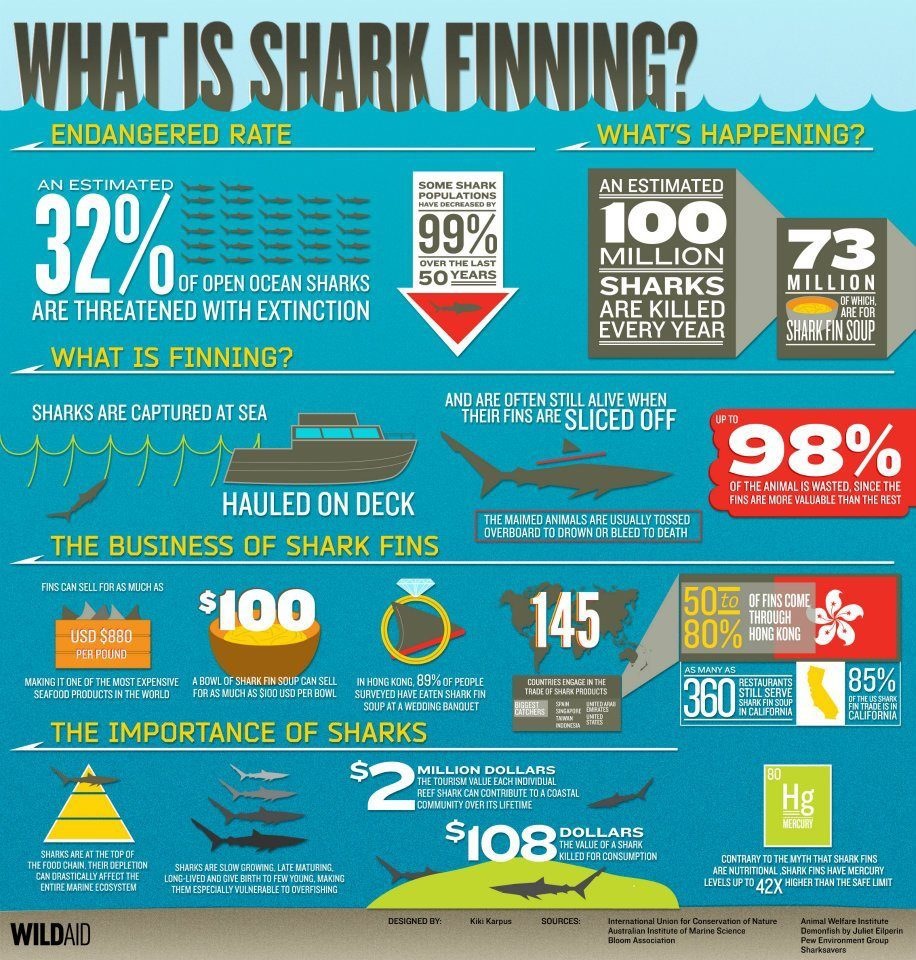 WHAT IS SHARK FINNING?
ENDANGERED RATE
AN ESTIMATED
32%
OF OPEN OCEAN SHARKS
ARE THREATENED WITH EXTINCTION
SOME SHARK
POPULATIONS
HAVE DECREASED BY
99%
OVER THE LAST
50 YEARS
WHAT'S HAPPENING?
AN ESTIMATED
100
MILLION
SHARKS
ARE KILLED
EVERY YEAR
73
MILLION
OF WHICH,
ARE FOR
SHARK FIN SOUP
WHAT IS FINNING?
SHARKS ARE CAPTURED AT SEA
HAULED ON DECK
AND ARE OFTEN STILL ALIVE WHEN
THEIR FINS ARE SLICED OFF
THE MAIMED ANIMALS ARE USUALLY TOSSED
OVERBOARD TO DROWN OR BLEED TO DEATH
UP TO
98%
OF THE ANIMAL IS WASTED, SINCE THE
FINS ARE MORE VALUABLE THAN THE REST
THE BUSINESS OF SHARK FINS
FINS CAN SELL FOR AS MUCH AS
USD $880
PER POUND
MAKING IT ONE OF THE MOST EXPENSIVE
SEAFOOD PRODUCTS IN THE WORLD
$100
A BOWL OF SHARK FIN SOUP CAN SELL
FOR AS MUCH AS $100 USD PER BOWL
IN HONG KONG, 89% OF PEOPLE
SURVEYED HAVE EATEN SHARK FIN
SOUP AT A WEDDING BANQUET
145
COUNTRIES ENGAGE IN THE
TRADE OF SHARK PRODUCTS
BIGGEST
CATCHERS
SPAIN
SINGAPORE
TAIWAN
INDONESIA
UNITED ARAB
EMIRATES
UNITED
STATES
50 to
80%
OF FINS COME
THROUGH
HONG KONG
AS MANY AS
360
RESTAURANTS
STILL SERVE
SHARK FIN SOUP
IN CALIFORNIA
85%
OF THE US SHARK
FIN TRADE IS IN
CALIFORNIA
THE IMPORTANCE OF SHARKS
SHARKS ARE AT THE TOP OF
THE FOOD CHAIN, THEIR DEPLETION
CAN DRASTICALLY AFFECT THE
ENTIRE MARINE ECOSYSTEM
SHARKS ARE SLOW GROWING, LATE MATURING,
LONG-LIVED AND GIVE BIRTH TO FEW YOUNG, MAKING
THEM ESPECIALLY VULNERABLE TO OVERFISHING
$2 MILLION DOLLARS
THE TOURISM VALUE EACH INDIVIDUAL
REEF SHARK CAN CONTRIBUTE TO A COASTAL
COMMUNITY OVER ITS LIFETIME
$108 DOLLARS
THE VALUE OF A SHARK
KILLED FOR CONSUMPTION
80
Hg
MERCURY
CONTRARY TO THE MYTH THAT SHARK FINS
ARE NUTRITIONAL ,SHARK FINS HAVE MERCURY
LEVELS UP TO 42X HIGHER THAN THE SAFE LIMIT
WILDAID
DESIGNED BY:
Kiki Karpus
SOURCES:
International Union for Conservation of Nature
Australian Institute of Marine Science
Bloom Association
Animal Welfare Institute
Demonfish by Juliet Eilperin
Pew Environment Group
Sharksavers